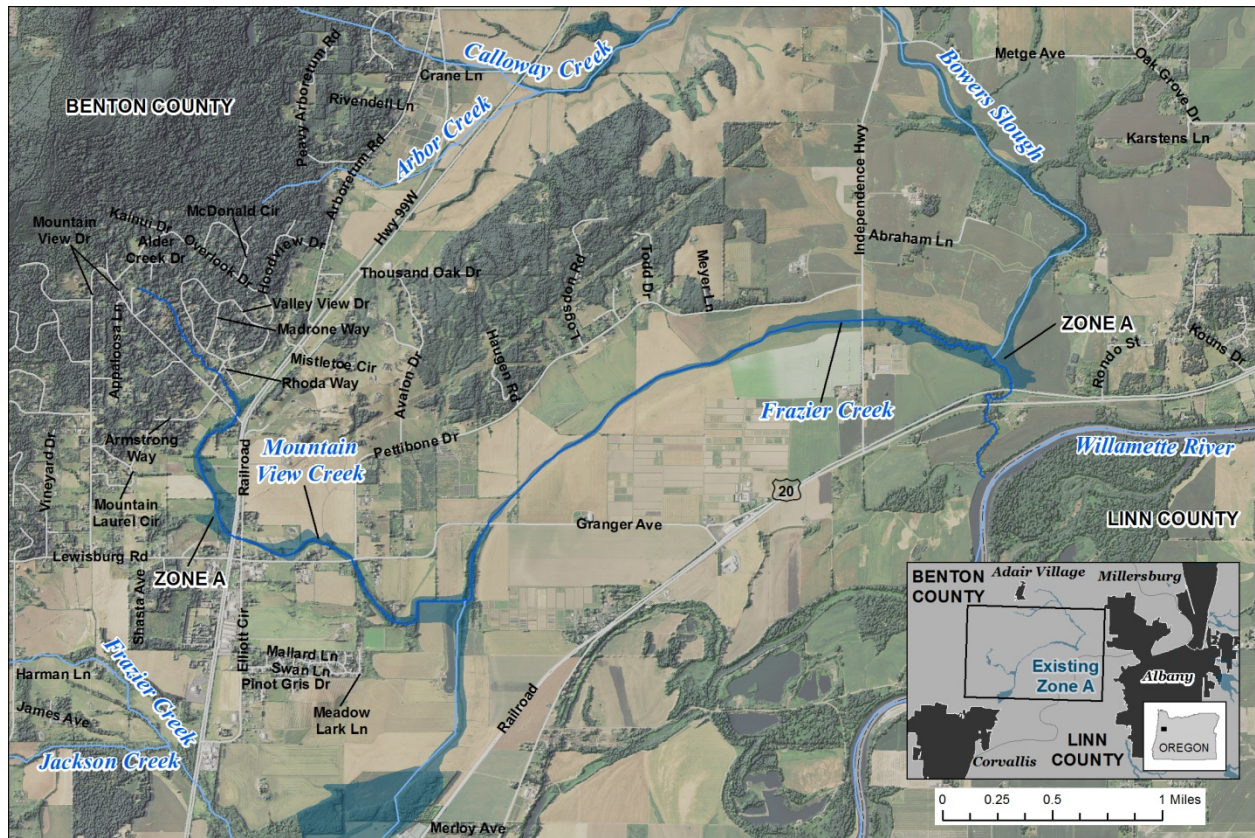 Calloway Creek
Metge Ave
Oak Grove Dr
Crane Ln
BENTON COUNTY
Peavy Arboretum Rd
Rivendell Ln
Bowers Slough
Karstens Ln
Arbor Creek
Arboretum Rd
Independence Hwy
Hwy 99W
McDonald Cir
Mountain
View Dr
Kainui Dr
Alder
Creek Dr
Overlook Dr
Hoodview Dr
Abraham Ln
Thousand Oak Dr
Logsdon Rd
Todd Dr
Meyer Ln
Valley View Dr
Madrone Way
Appaloosa Ln
ZONE A
Kouns Dr
Rondo St
Mistletoe Cir
Rhoda Way
Avalon Dr
Haugen Rd
Frazier Creek
Armstrong
Way
Pettibone Dr
Mountain
View Creek
Railroad
Willamette River
Vineyard Dr
Mountain
Laurel Cir
20
Granger Ave
LINN COUNTY
Lewisburg Rd
ZONE A
Shasta Ave
Elliott Cir
Frazier Creek
Mallard Ln
Swan Ln
Pinot Gris Dr
Harman Ln
James Ave
Meadow
Lark Ln
Railroad
Jackson Creek
Merloy Ave
BENTON
COUNTY
Adair Village
Millersburg
Existing
Zone A
Albany
Corvallis
LINN
COUNTY
OREGON
0 0.25 0.5 1 Miles